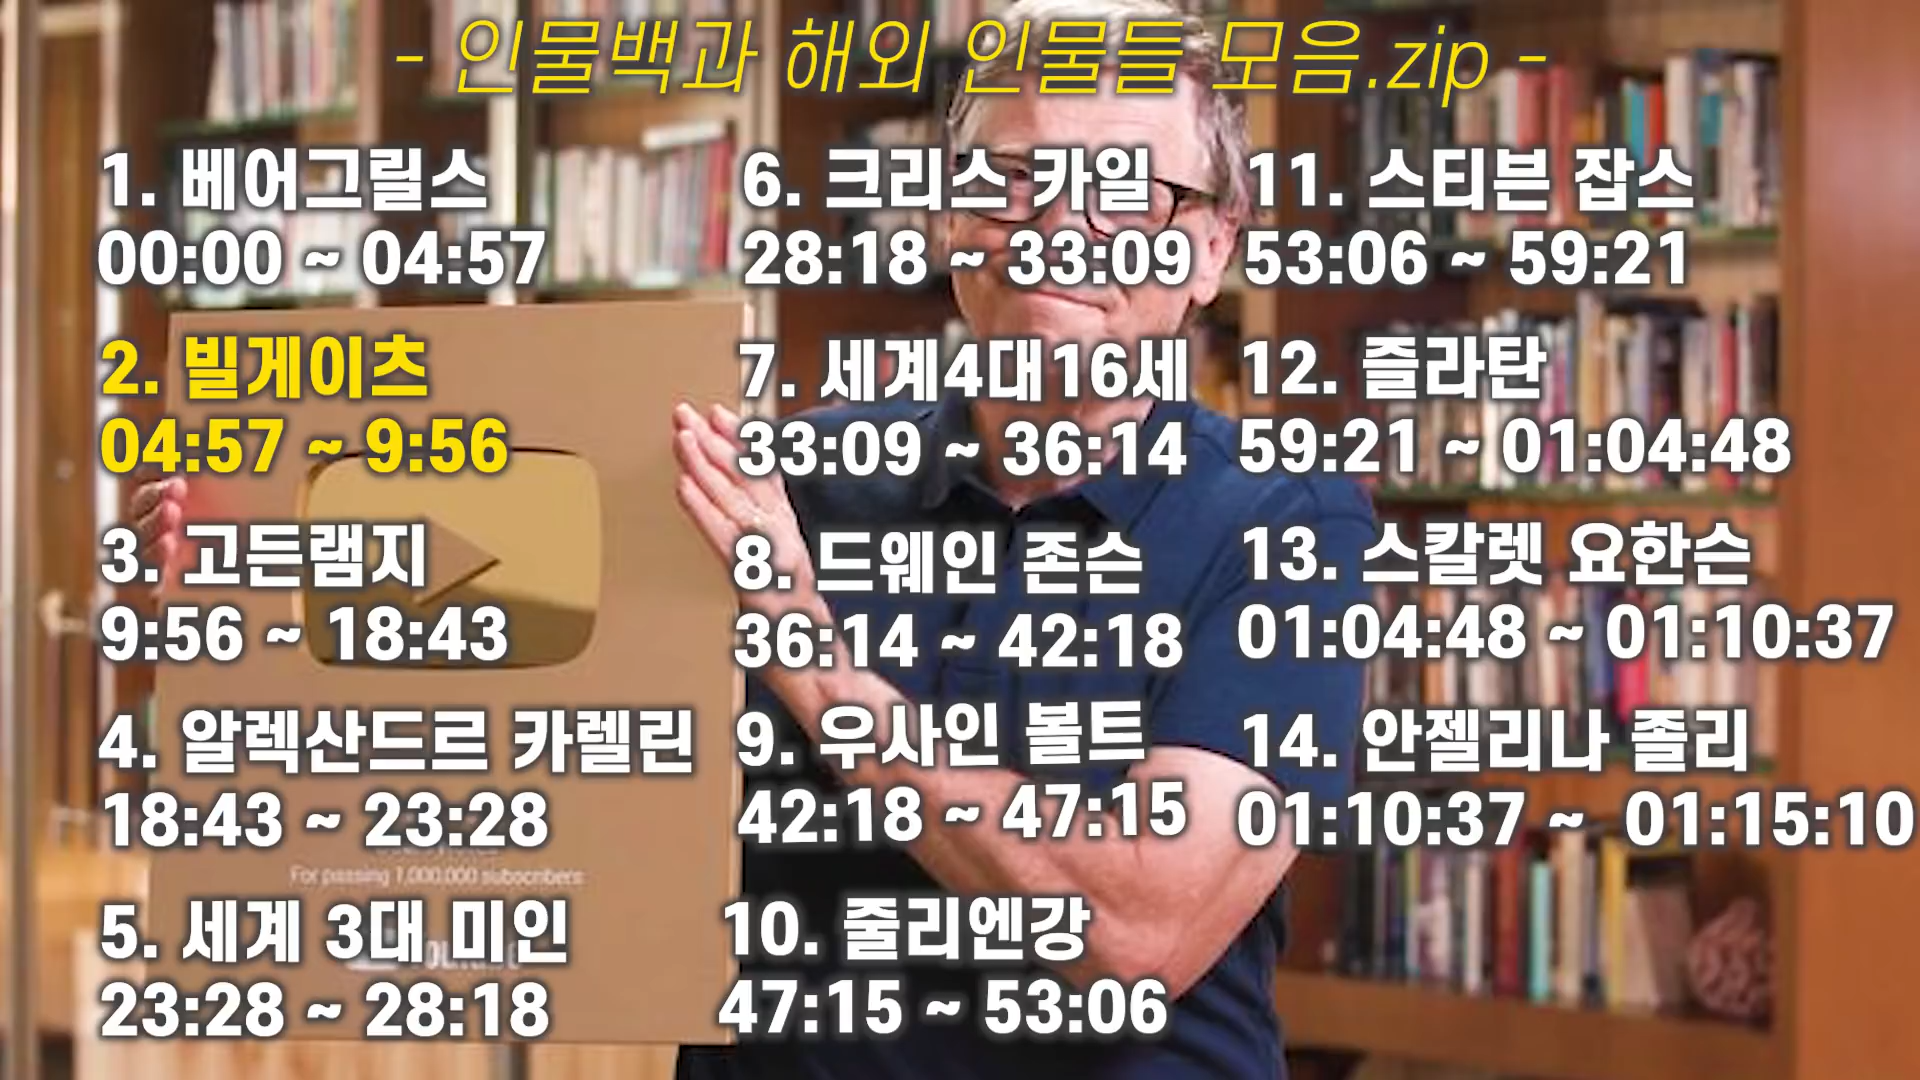 - 인물백과 해외 인물들 모음.zip -
1. 베어그릴스
00:00 ~ 04:57
2. 빌게이츠
04:57 ~ 9:56
3. 고든램지
9:56 ~ 18:43
4. 알렉산드르 카렐린
18:43 ~ 23:28
5. 세계 3대 미인
23:28 ~ 28:18
6. 크리스 카일
28:18 ~ 33:09
7. 세계4대16세
33:09 ~ 36:14
8. 드웨인 존슨
36:14 ~ 42:18
9. 우사인 볼트
42:18 ~ 47:15
10. 줄리엔강
47:15 ~ 53:06
11. 스티븐 잡스
53:06 ~ 59:21
12. 즐라탄
59:21 ~ 01:04:48
13. 스칼렛 요한슨
01:04:48 ~ 01:10:37
14. 안젤리나 졸리
01:10:37 ~ 01:15:10
For passing 1,000,000 subscribers